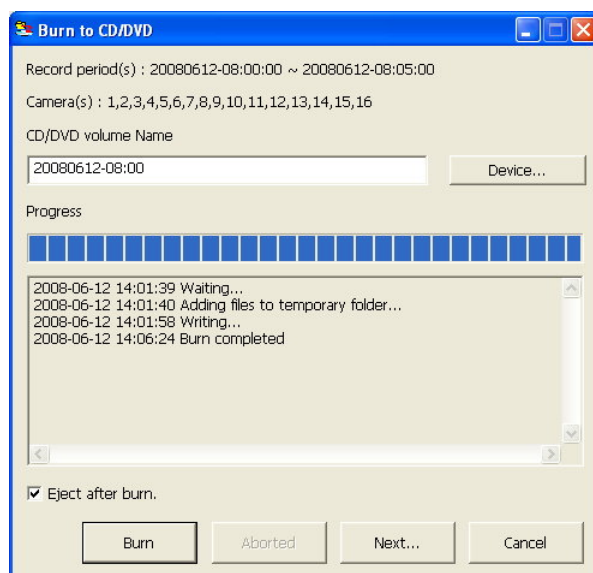 Burn to CD/DVD
Record period(s) : 20080612-08:00:00 ~ 20080612-08:05:00
Camera(s) : 1,2,3,4,5,6,7,8,9,10,11,12,13,14,15,16
CD/DVD volume Name
20080612-08:00
Device...
Progress
2008-06-12 14:01:39 Waiting...
2008-06-12 14:01:40 Adding files to temporary folder...
2008-06-12 14:01:58 Writing...
2008-06-12 14:06:24 Burn completed
Eject after burn.
Burn
Aborted
Next...
Cancel